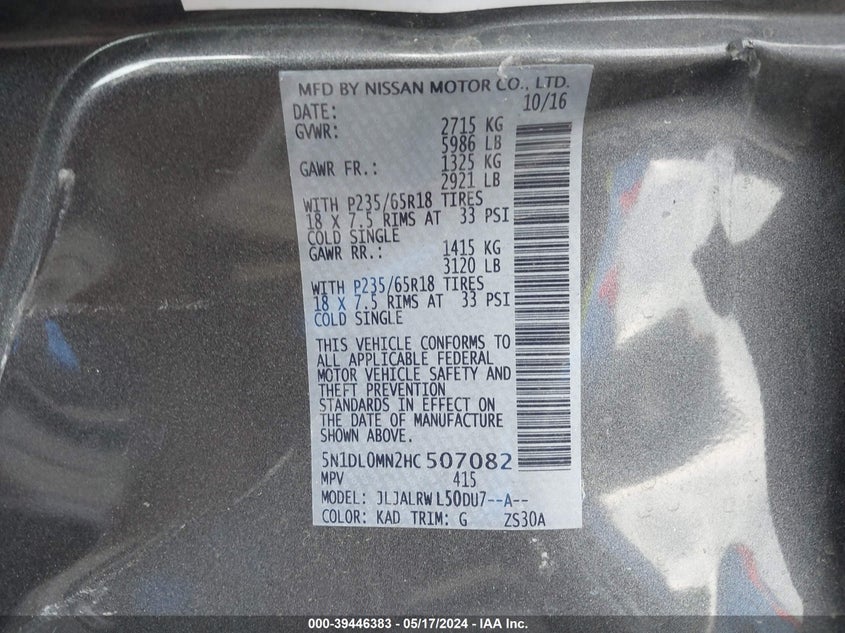 MFD BY NISSAN MOTOR CO., LTD.
DATE: 10/16
GVWR: 2715 KG
5986 LB
GAWR FR.: 1325 KG
2921 LB
WITH P235/65R18 TIRES
18 X 7.5 RIMS AT 33 PSI
COLD SINGLE
GAWR RR.: 1415 KG
3120 LB
WITH P235/65R18 TIRES
18 X 7.5 RIMS AT 33 PSI
COLD SINGLE
THIS VEHICLE CONFORMS TO
ALL APPLICABLE FEDERAL
MOTOR VEHICLE SAFETY AND
THEFT PREVENTION
STANDARDS IN EFFECT ON
THE DATE OF MANUFACTURE
SHOWN ABOVE.
5N1DL0MN2HC507082
MPV 415
MODEL: JLJALRWL50DU7--A--
COLOR: KAD TRIM: G ZS30A
000-39446383 - 05/17/2024 - IAA Inc.